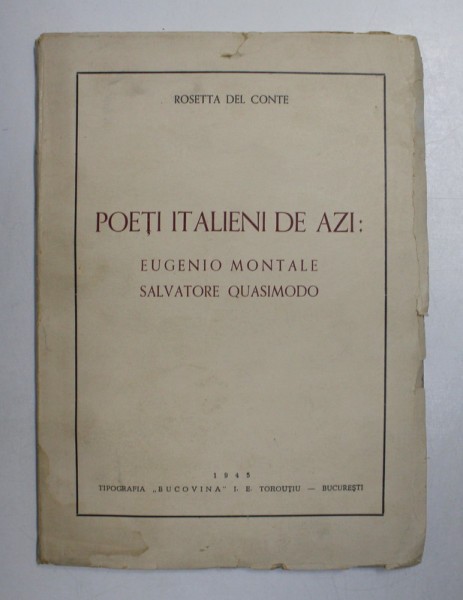 ROSETTA DEL CONTE
POEȚI ITALIENI DE AZI:
EUGENIO MONTALE
SALVATORE QUASIMODO
1945
TIPOGRAFIA „BUCOVINA" I. E. TOROUȚIU — BUCUREȘTI